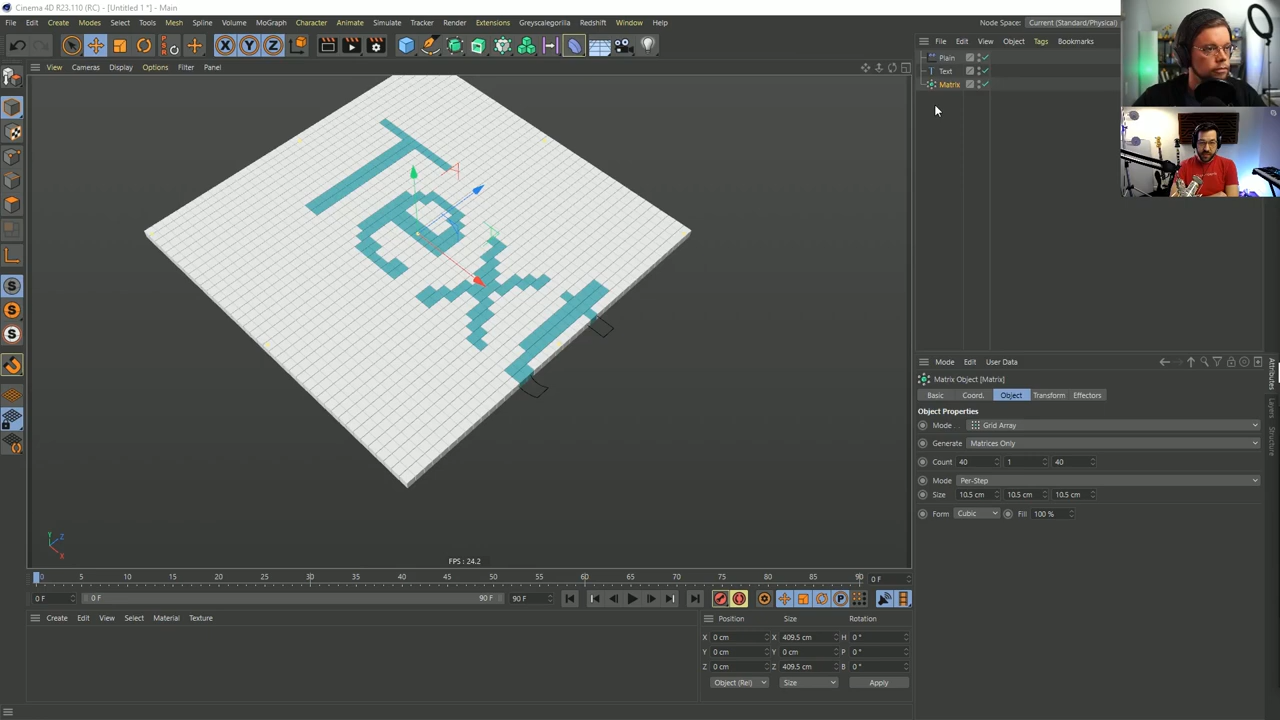 Cinema 4D R23.110 (RC) - [Untitled 1 *] - Main
File Edit Create Modes Select Tools Mesh Spline Volume MoGraph Character Animate Simulate Tracker Render Extensions Greyscalegorilla Redshift Window Help
Node Space: Current (Standard/Physical)
View Cameras Display Options Filter Panel
File Edit View Object Tags Bookmarks
Plain
Text
Matrix
Text
FPS : 24.2
Mode Edit User Data
Matrix Object [Matrix]
Basic Coord. Object Transform Effectors
Object Properties
Mode . . Grid Array
Generate Matrices Only
Count 40 1 40
Mode Per-Step
Size 10.5 cm 10.5 cm 10.5 cm
Form Cubic Fill 100 %
Attributes
Layers
Structure
0 5 10 15 20 25 30 35 40 45 50 55 60 65 70 75 80 85 90 0 F
0 F 0 F 90 F 90 F
Create Edit View Select Material Texture
Position Size Rotation
X 0 cm X 409.5 cm H 0 °
Y 0 cm Y 0 cm P 0 °
Z 0 cm Z 409.5 cm B 0 °
Object (Rel) Size Apply
Y
Z
X